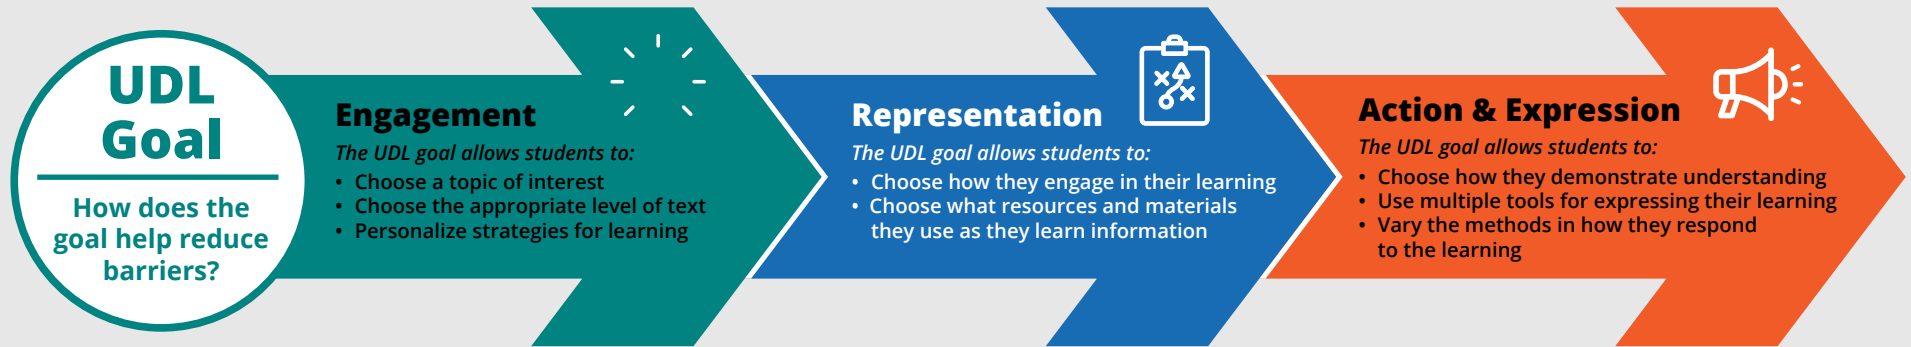 UDL
Goal
How does the
goal help reduce
barriers?
Engagement
The UDL goal allows students to:
• Choose a topic of interest
• Choose the appropriate level of text
• Personalize strategies for learning
Representation
The UDL goal allows students to:
• Choose how they engage in their learning
• Choose what resources and materials
they use as they learn information
Action & Expression
The UDL goal allows students to:
• Choose how they demonstrate understanding
• Use multiple tools for expressing their learning
• Vary the methods in how they respond
to the learning